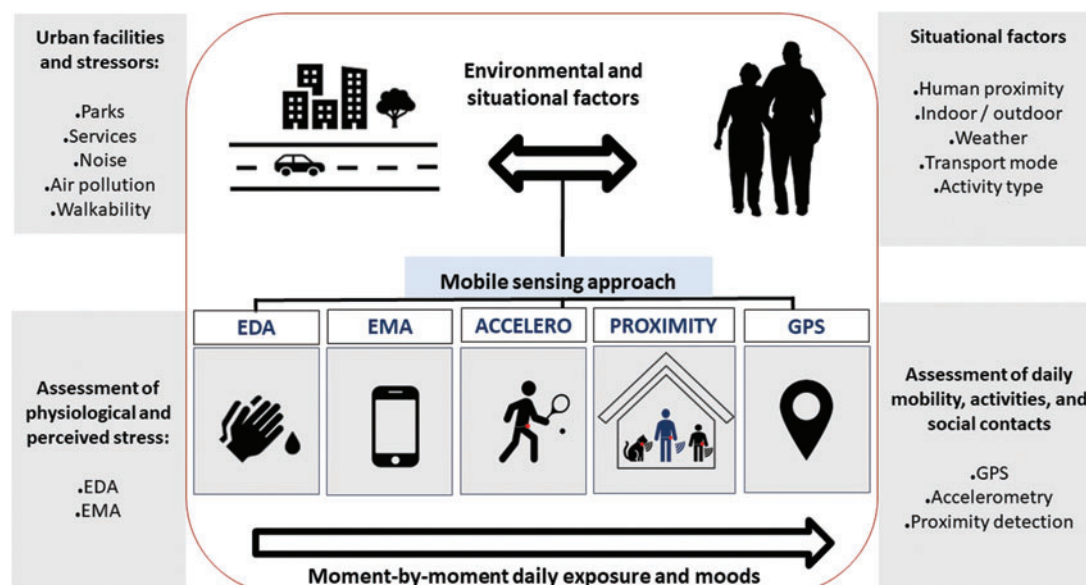 Urban facilities
and stressors:
.Parks
.Services
.Noise
.Air pollution
.Walkability
Environmental and
situational factors
Situational factors
.Human proximity
.Indoor / outdoor
.Weather
.Transport mode
.Activity type
Mobile sensing approach
EDA
EMA
ACCELERO
PROXIMITY
GPS
Assessment of
physiological and
perceived stress:
.EDA
.EMA
Assessment of daily
mobility, activities, and
social contacts
.GPS
.Accelerometry
.Proximity detection
Moment-by-moment daily exposure and moods